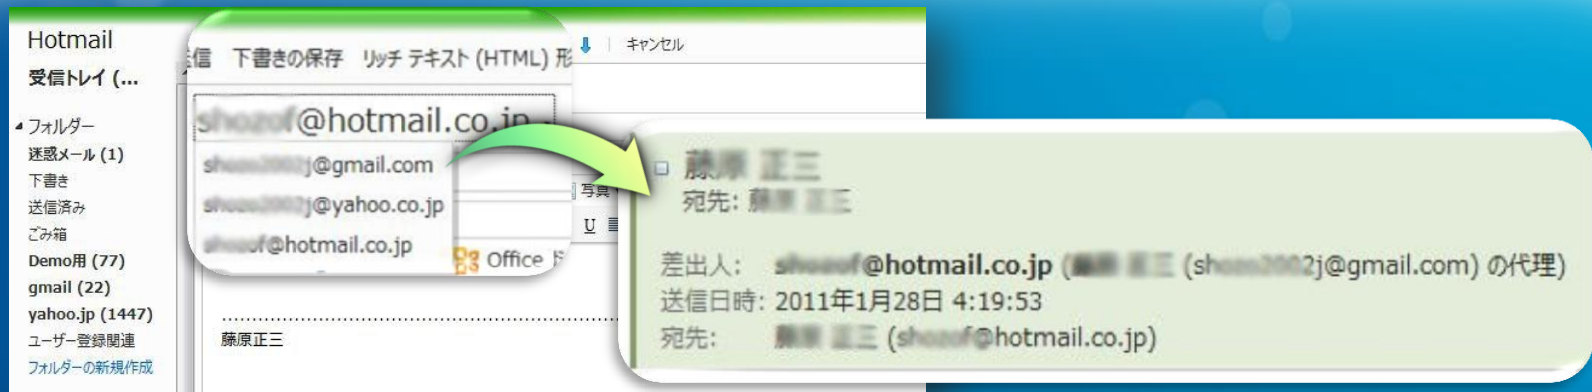 Hotmail
受信トレイ (...
フォルダー
迷惑メール (1)
下書き
送信済み
ごみ箱
Demo用 (77)
gmail (22)
yahoo.jp (1447)
ユーザー登録関連
フォルダーの新規作成
信 下書きの保存 リッチ テキスト (HTML) 形
キャンセル
@hotmail.co.jp
@gmail.com
j@yahoo.co.jp
@hotmail.co.jp
写真
U
Office ド
藤原正三
宛先:
差出人: @hotmail.co.jp ( (2j@gmail.com) の代理)
送信日時: 2011年1月28日 4:19:53
宛先: (@hotmail.co.jp)